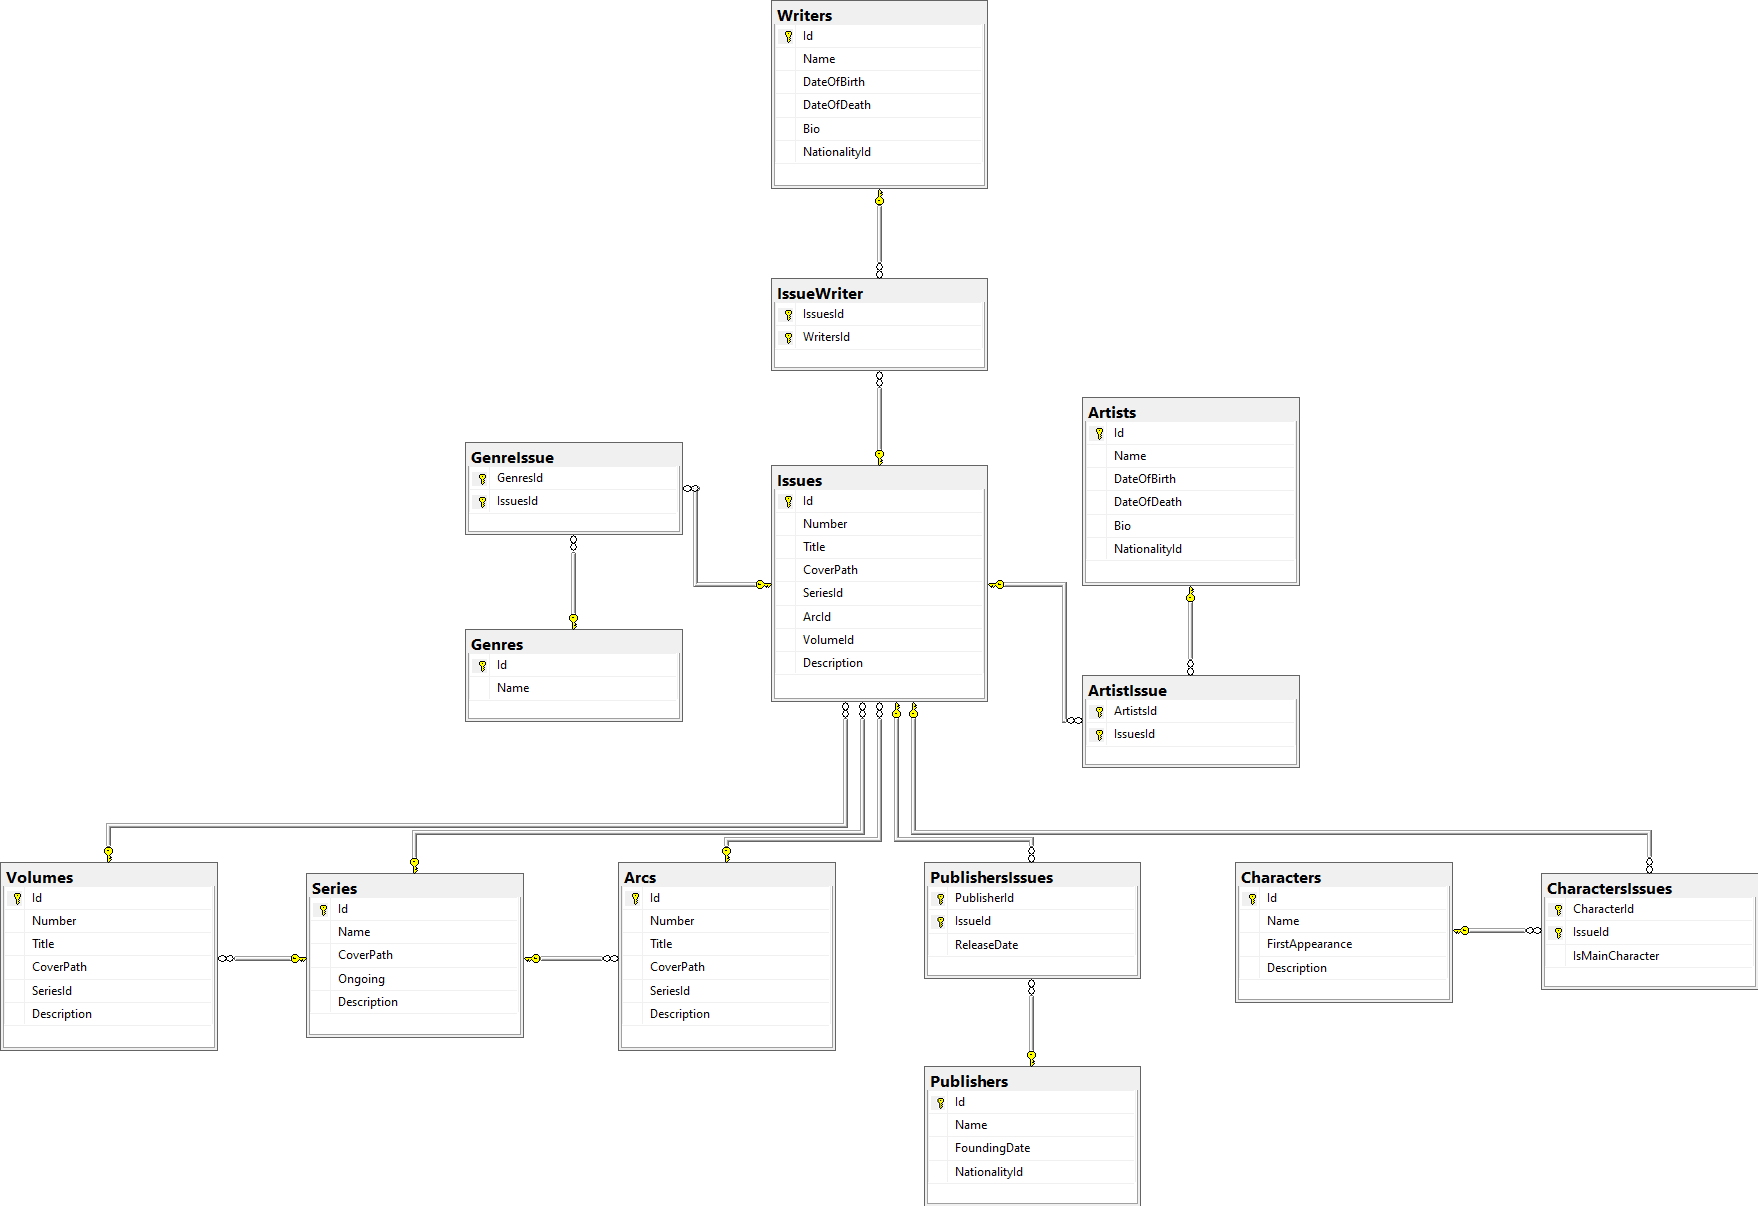 Writers
Id
Name
DateOfBirth
DateOfDeath
Bio
NationalityId
IssueWriter
IssuesId
WritersId
Artists
Id
Name
DateOfBirth
DateOfDeath
Bio
NationalityId
GenreIssue
GenresId
IssuesId
Issues
Id
Number
Title
CoverPath
SeriesId
ArcId
VolumeId
Description
Genres
Id
Name
ArtistIssue
ArtistsId
IssuesId
Volumes
Id
Number
Title
CoverPath
SeriesId
Description
Series
Id
Name
CoverPath
Ongoing
Description
Arcs
Id
Number
Title
CoverPath
SeriesId
Description
PublishersIssues
PublisherId
IssueId
ReleaseDate
Characters
Id
Name
FirstAppearance
Description
CharactersIssues
CharacterId
IssueId
IsMainCharacter
Publishers
Id
Name
FoundingDate
NationalityId